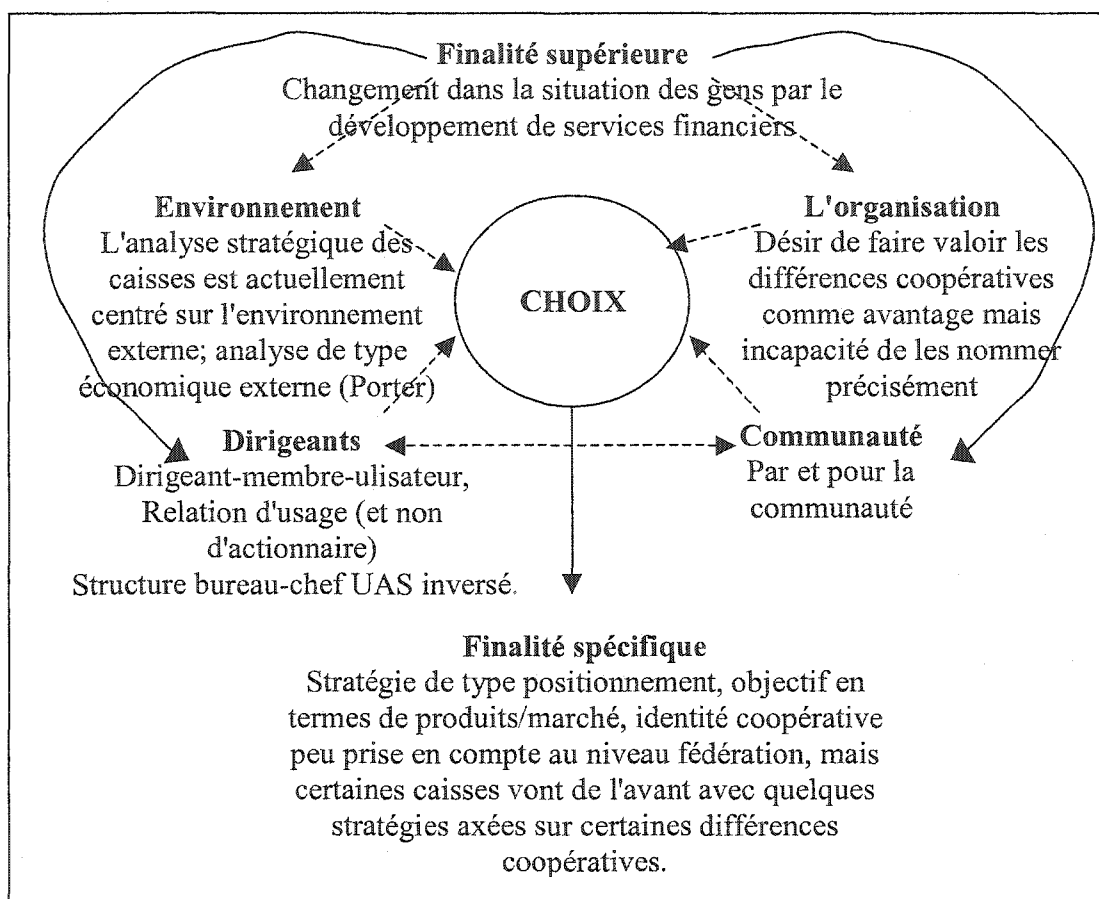 Finalité supérieure
Changement dans la situation des gens par le
développement de services financiers
Environnement
L'analyse stratégique des
caisses est actuellement
centré sur l'environnement
externe; analyse de type
économique externe (Porter)
CHOIX
L'organisation
Désir de faire valoir les
différences coopératives
comme avantage mais
incapacité de les nommer
précisément
Dirigeants
Dirigeant-membre-ulisateur,
Relation d'usage (et non
d'actionnaire)
Structure bureau-chef UAS inversé.
Communauté
Par et pour la
communauté
Finalité spécifique
Stratégie de type positionnement, objectif en
termes de produits/marché, identité coopérative
peu prise en compte au niveau fédération, mais
certaines caisses vont de l'avant avec quelques
stratégies axées sur certaines différences
coopératives.